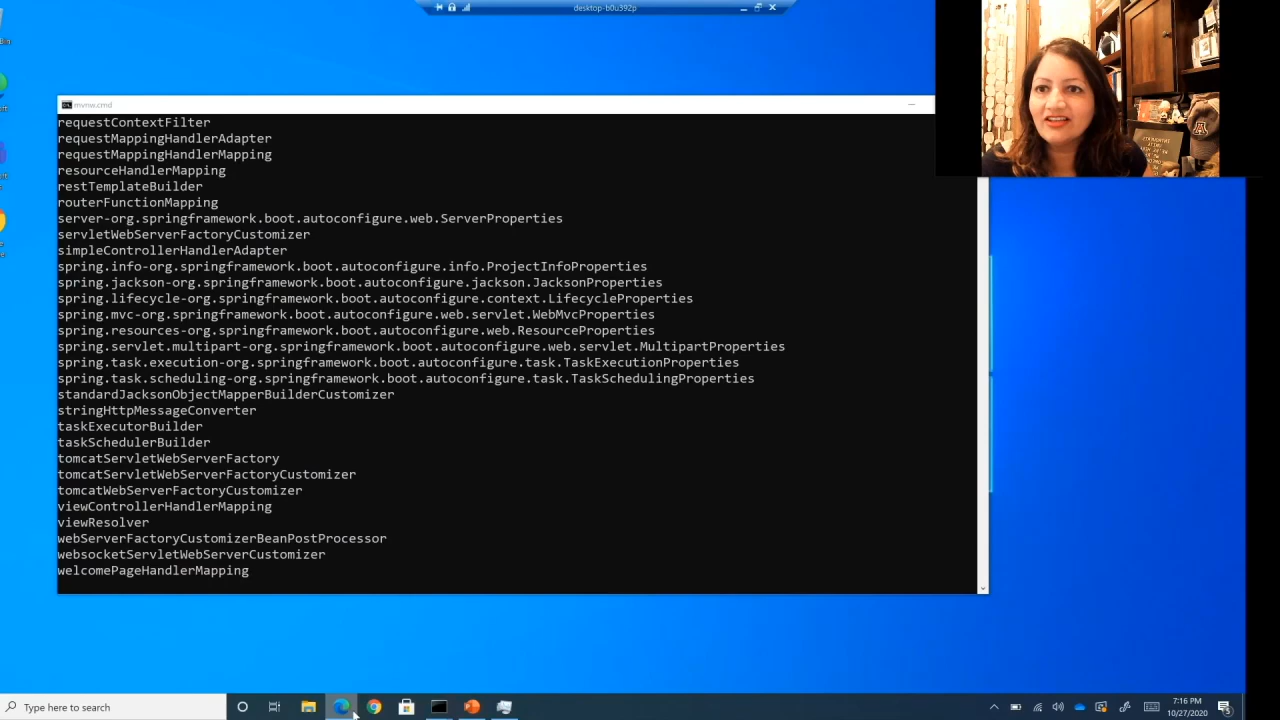 desktop-b0u392p
mvnw.cmd
requestContextFilter
requestMappingHandlerAdapter
requestMappingHandlerMapping
resourceHandlerMapping
restTemplateBuilder
routerFunctionMapping
server-org.springframework.boot.autoconfigure.web.ServerProperties
servletWebServerFactoryCustomizer
simpleControllerHandlerAdapter
spring.info-org.springframework.boot.autoconfigure.info.ProjectInfoProperties
spring.jackson-org.springframework.boot.autoconfigure.jackson.JacksonProperties
spring.lifecycle-org.springframework.boot.autoconfigure.context.LifecycleProperties
spring.mvc-org.springframework.boot.autoconfigure.web.servlet.WebMvcProperties
spring.resources-org.springframework.boot.autoconfigure.web.ResourceProperties
spring.servlet.multipart-org.springframework.boot.autoconfigure.web.servlet.MultipartProperties
spring.task.execution-org.springframework.boot.autoconfigure.task.TaskExecutionProperties
spring.task.scheduling-org.springframework.boot.autoconfigure.task.TaskSchedulingProperties
standardJacksonObjectMapperBuilderCustomizer
stringHttpMessageConverter
taskExecutorBuilder
taskSchedulerBuilder
tomcatServletWebServerFactory
tomcatServletWebServerFactoryCustomizer
tomcatWebServerFactoryCustomizer
viewControllerHandlerMapping
viewResolver
webServerFactoryCustomizerBeanPostProcessor
websocketServletWebServerCustomizer
welcomePageHandlerMapping
Type here to search
7:16 PM
10/27/2020
5